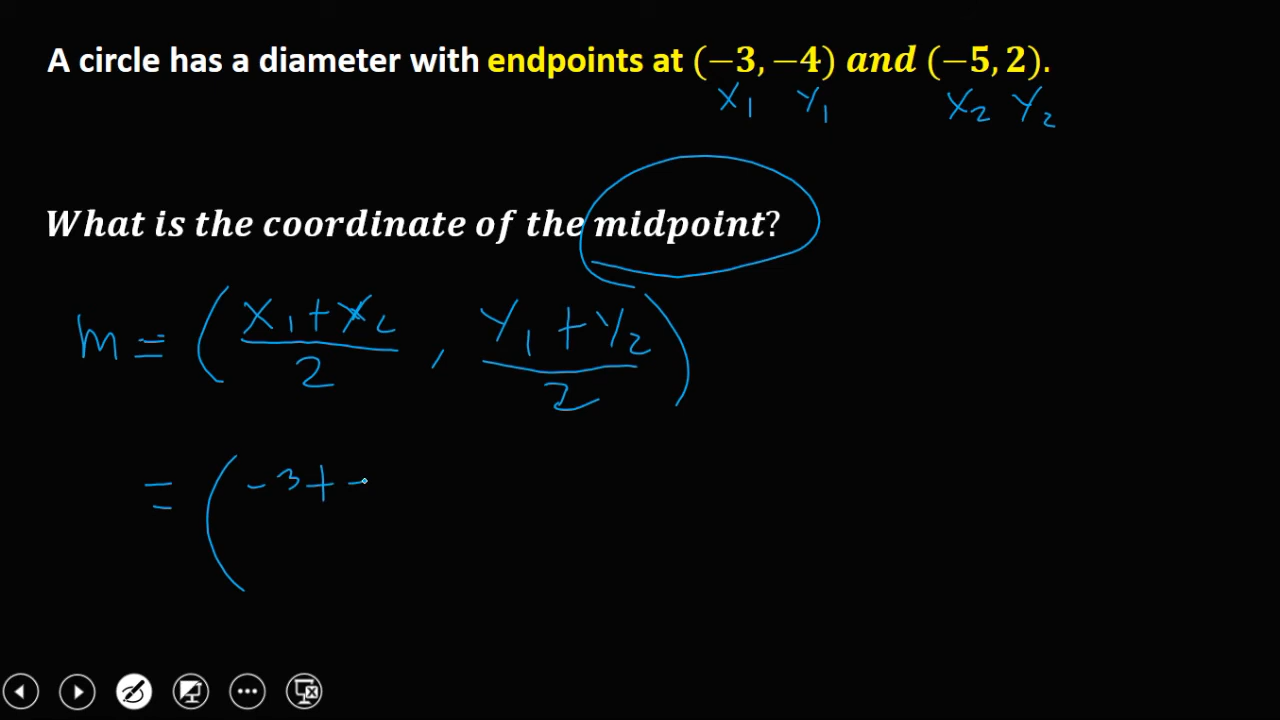 A circle has a diameter with endpoints at (−3, −4) and (−5, 2).
X₁ Y₁ X₂ Y₂
What is the coordinate of the midpoint?
m = ( X₁ + X₂ / 2 , Y₁ + Y₂ / 2 )
= ( -3 + -